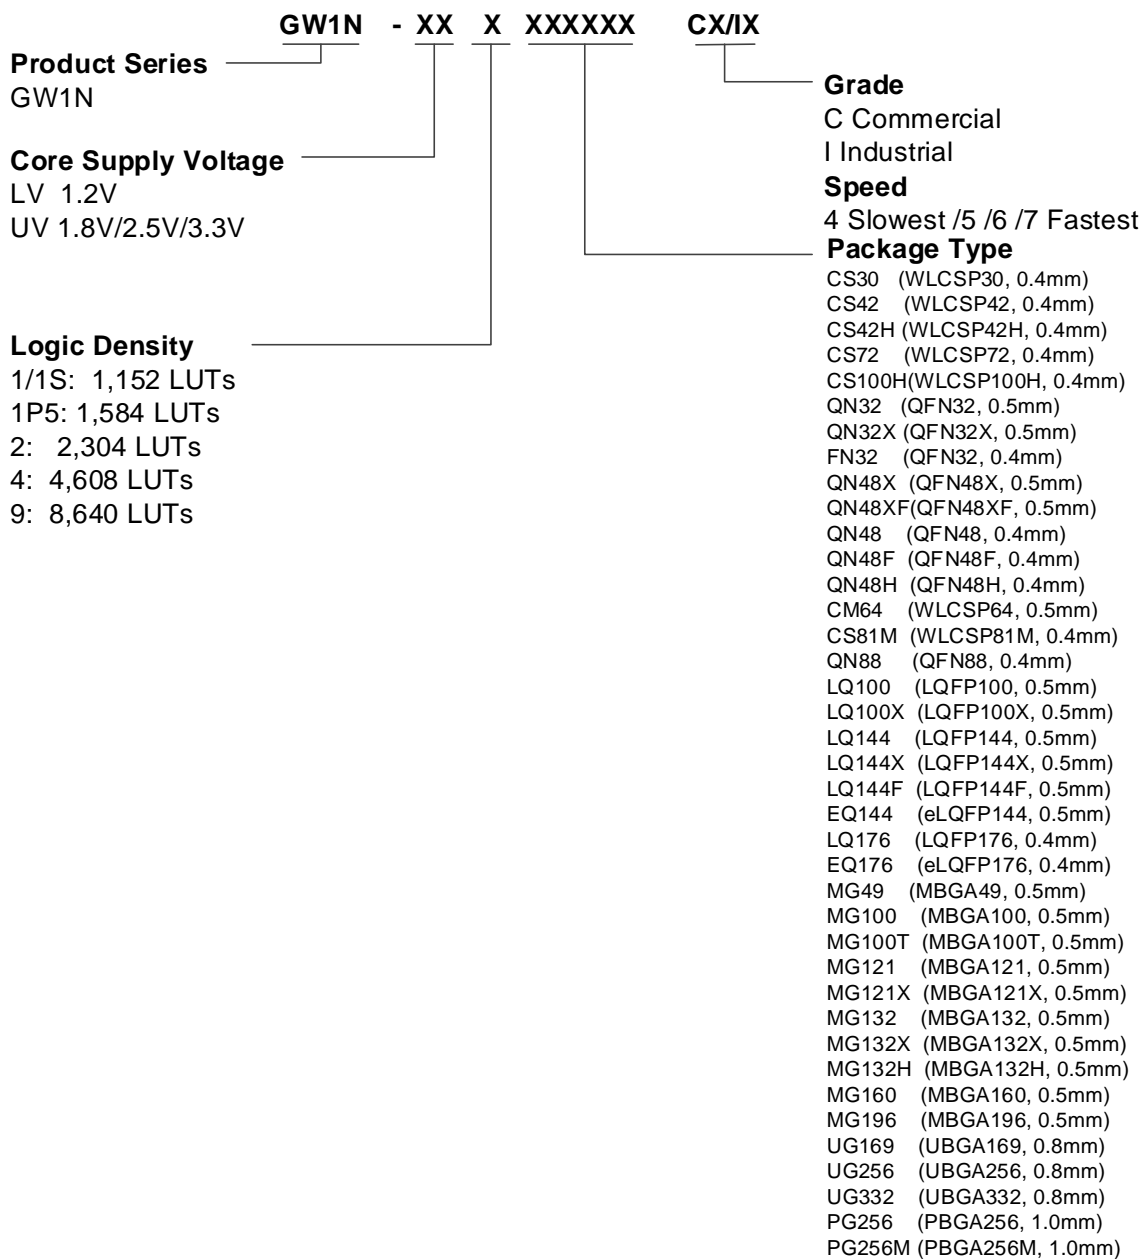 GW1N - XX X XXXXXX CX/IX
Product Series
GW1N
Core Supply Voltage
LV 1.2V
UV 1.8V/2.5V/3.3V
Logic Density
1/1S: 1,152 LUTs
1P5: 1,584 LUTs
2: 2,304 LUTs
4: 4,608 LUTs
9: 8,640 LUTs
Grade
C Commercial
I Industrial
Speed
4 Slowest /5 /6 /7 Fastest
Package Type
CS30 (WLCSP30, 0.4mm)
CS42 (WLCSP42, 0.4mm)
CS42H (WLCSP42H, 0.4mm)
CS72 (WLCSP72, 0.4mm)
CS100H(WLCSP100H, 0.4mm)
QN32 (QFN32, 0.5mm)
QN32X (QFN32X, 0.5mm)
FN32 (QFN32, 0.4mm)
QN48X (QFN48X, 0.5mm)
QN48XF(QFN48XF, 0.5mm)
QN48 (QFN48, 0.4mm)
QN48F (QFN48F, 0.4mm)
QN48H (QFN48H, 0.4mm)
CM64 (WLCSP64, 0.5mm)
CS81M (WLCSP81M, 0.4mm)
QN88 (QFN88, 0.4mm)
LQ100 (LQFP100, 0.5mm)
LQ100X (LQFP100X, 0.5mm)
LQ144 (LQFP144, 0.5mm)
LQ144X (LQFP144X, 0.5mm)
LQ144F (LQFP144F, 0.5mm)
EQ144 (eLQFP144, 0.5mm)
LQ176 (LQFP176, 0.4mm)
EQ176 (eLQFP176, 0.4mm)
MG49 (MBGA49, 0.5mm)
MG100 (MBGA100, 0.5mm)
MG100T (MBGA100T, 0.5mm)
MG121 (MBGA121, 0.5mm)
MG121X (MBGA121X, 0.5mm)
MG132 (MBGA132, 0.5mm)
MG132X (MBGA132X, 0.5mm)
MG132H (MBGA132H, 0.5mm)
MG160 (MBGA160, 0.5mm)
MG196 (MBGA196, 0.5mm)
UG169 (UBGA169, 0.8mm)
UG256 (UBGA256, 0.8mm)
UG332 (UBGA332, 0.8mm)
PG256 (PBGA256, 1.0mm)
PG256M (PBGA256M, 1.0mm)